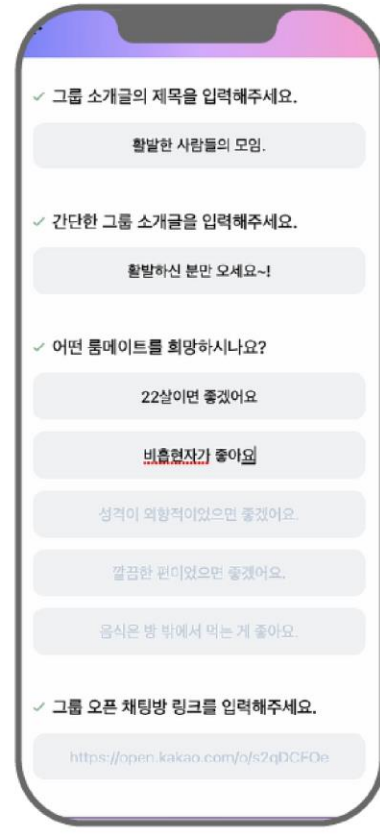 그룹 소개글의 제목을 입력해주세요.
활발한 사람들의 모임.
간단한 그룹 소개글을 입력해주세요.
활발하신 분만 오세요~!
어떤 룸메이트를 희망하시나요?
22살이면 좋겠어요
비흡현자가 좋아요
성격이 외향적이었으면 좋겠어요.
깔끔한 편이었으면 좋겠어요.
음식은 방 밖에서 먹는 게 좋아요.
그룹 오픈 채팅방 링크를 입력해주세요.
https://open.kakao.com/o/s2qDCFOe